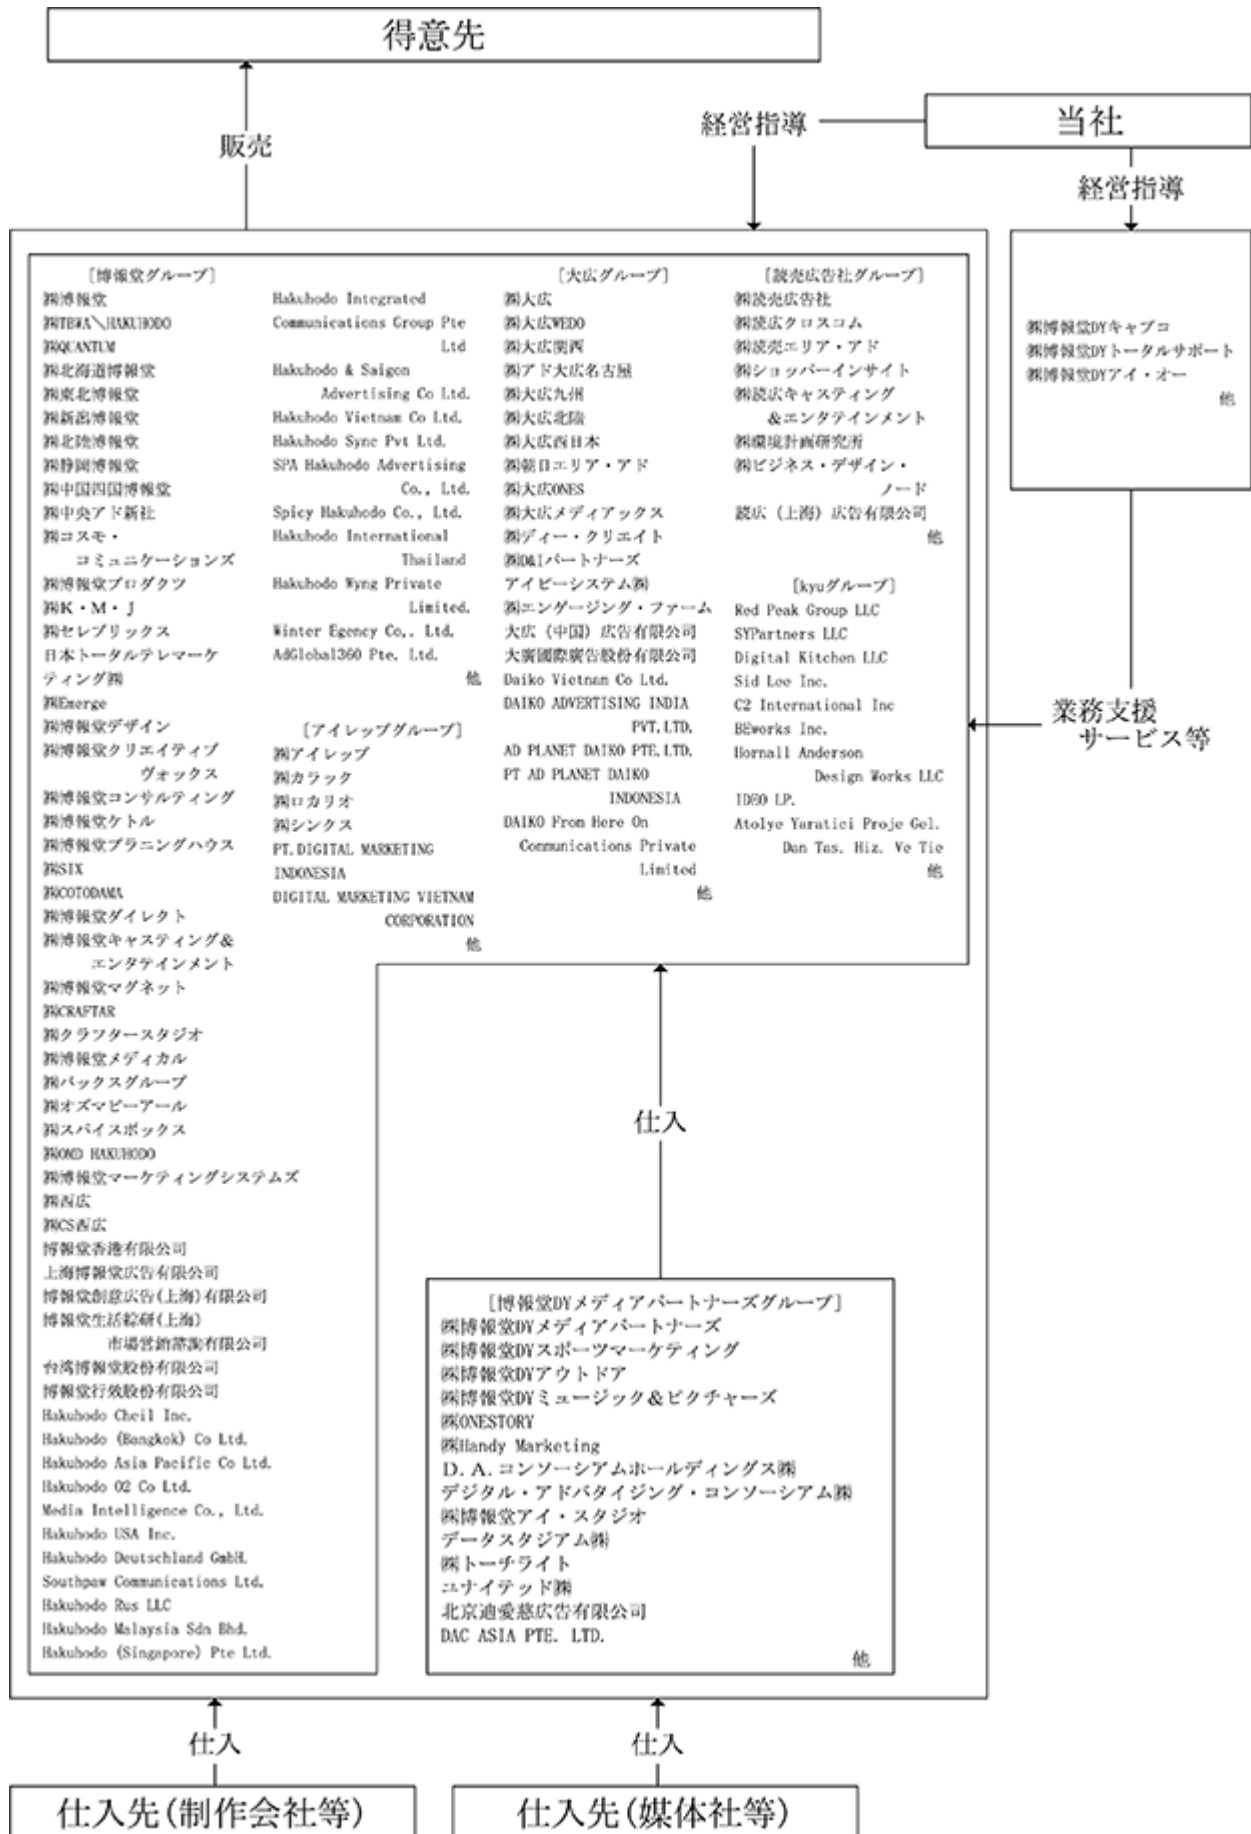 得意先
販売
経営指導
当社
経営指導
[博報堂グループ]
㈱博報堂
㈱TBWA＼HAKUHODO
㈱QUANTUM
㈱北海道博報堂
㈱東北博報堂
㈱新潟博報堂
㈱北陸博報堂
㈱静岡博報堂
㈱中国四国博報堂
㈱中央アド新社
㈱コスモ・
コミュニケーションズ
㈱博報堂プロダクツ
㈱K・M・J
㈱セレブリックス
日本トータルテレマーケ
ティング㈱
㈱Emerge
㈱博報堂デザイン
㈱博報堂クリエイティブ
ヴォックス
㈱博報堂コンサルティング
㈱博報堂ケトル
㈱博報堂プラニングハウス
㈱SIX
㈱COTODAMA
㈱博報堂ダイレクト
㈱博報堂キャスティング&
エンタテインメント
㈱博報堂マグネット
㈱CRAFTAR
㈱クラフタースタジオ
㈱博報堂メディカル
㈱バックスグループ
㈱オズマピーアール
㈱スパイスボックス
㈱OMD HAKUHODO
㈱博報堂マーケティングシステムズ
㈱西広
㈱CS西広
博報堂香港有限公司
上海博報堂広告有限公司
博報堂創意広告(上海)有限公司
博報堂生活綜研(上海)
市場営銷諮詢有限公司
台湾博報堂股份有限公司
博報堂行效股份有限公司
Hakuhodo Cheil Inc.
Hakuhodo (Bangkok) Co Ltd.
Hakuhodo Asia Pacific Co Ltd.
Hakuhodo O2 Co Ltd.
Media Intelligence Co., Ltd.
Hakuhodo USA Inc.
Hakuhodo Deutschland GmbH.
Southpaw Communications Ltd.
Hakuhodo Rus LLC
Hakuhodo Malaysia Sdn Bhd.
Hakuhodo (Singapore) Pte Ltd.
Hakuhodo Integrated
Communications Group Pte
Ltd
Hakuhodo & Saigon
Advertising Co Ltd.
Hakuhodo Vietnam Co Ltd.
Hakuhodo Sync Pvt Ltd.
SPA Hakuhodo Advertising
Co., Ltd.
Spicy Hakuhodo Co., Ltd.
Hakuhodo International
Thailand
Hakuhodo Wyng Private
Limited.
Winter Egency Co.. Ltd.
AdGlobal360 Pte. Ltd.
他
[アイレップグループ]
㈱アイレップ
㈱カラック
㈱ロカリオ
㈱シンクス
PT.DIGITAL MARKETING
INDONESIA
DIGITAL MARKETING VIETNAM
CORPORATION
他
[大広グループ]
㈱大広
㈱大広WEDO
㈱大広関西
㈱アド大広名古屋
㈱大広九州
㈱大広北陸
㈱大広西日本
㈱朝日エリア・アド
㈱大広ONES
㈱大広メディアックス
㈱ディー・クリエイト
㈱D&Iパートナーズ
アイビーシステム㈱
㈱エンゲージング・ファーム
大広（中国）広告有限公司
大廣國際廣告股份有限公司
Daiko Vietnam Co Ltd.
DAIKO ADVERTISING INDIA
PVT.LTD.
AD PLANET DAIKO PTE.LTD.
PT AD PLANET DAIKO
INDONESIA
DAIKO From Here On
Communications Private
Limited
他
[読売広告社グループ]
㈱読売広告社
㈱読広クロスコム
㈱読売エリア・アド
㈱ショッパーインサイト
㈱読広キャスティング
&エンタテインメント
㈱環境計画研究所
㈱ビジネス・デザイン・
ノード
読広（上海）広告有限公司
他
[kyuグループ]
Red Peak Group LLC
SYPartners LLC
Digital Kitchen LLC
Sid Lee Inc.
C2 International Inc
BEworks Inc.
Hornall Anderson
Design Works LLC
IDEO LP.
Atolye Yaratici Proje Gel.
Dan Tas. Hiz. Ve Tic
他
㈱博報堂DYキャプコ
㈱博報堂DYトータルサポート
㈱博報堂DYアイ・オー
他
業務支援
サービス等
仕入
[博報堂DYメディアパートナーズグループ]
㈱博報堂DYメディアパートナーズ
㈱博報堂DYスポーツマーケティング
㈱博報堂DYアウトドア
㈱博報堂DYミュージック&ピクチャーズ
㈱ONESTORY
㈱Handy Marketing
D.A.コンソーシアムホールディングス㈱
デジタル・アドバタイジング・コンソーシアム㈱
㈱博報堂アイ・スタジオ
データスタジアム㈱
㈱トーチライト
ユナイテッド㈱
北京迪愛慈広告有限公司
DAC ASIA PTE. LTD.
他
仕入
仕入
仕入先(制作会社等)
仕入先(媒体社等)